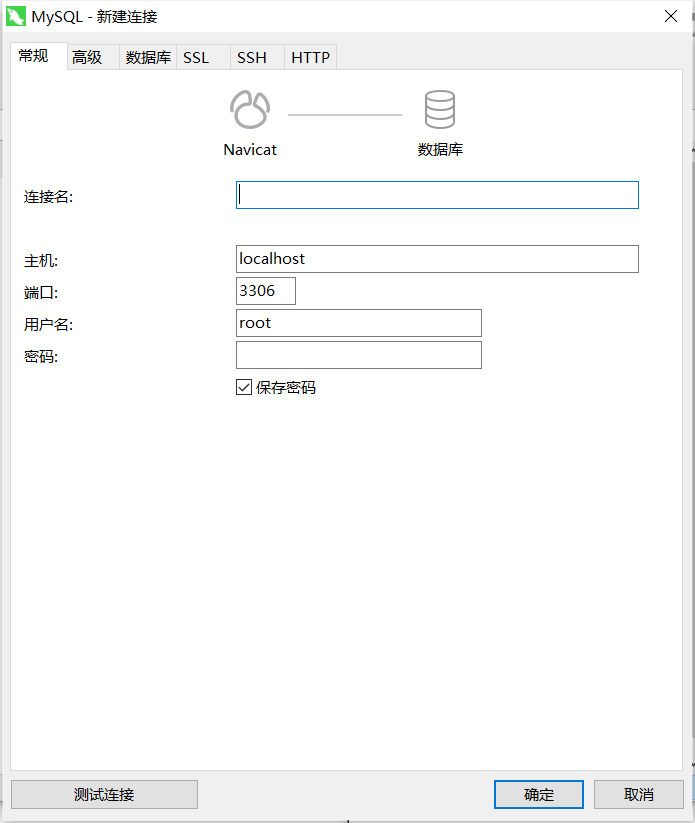 MySQL - 新建连接
常规 高级 数据库 SSL SSH HTTP
Navicat 数据库
连接名:
主机: localhost
端口: 3306
用户名: root
密码:
保存密码
测试连接 确定 取消